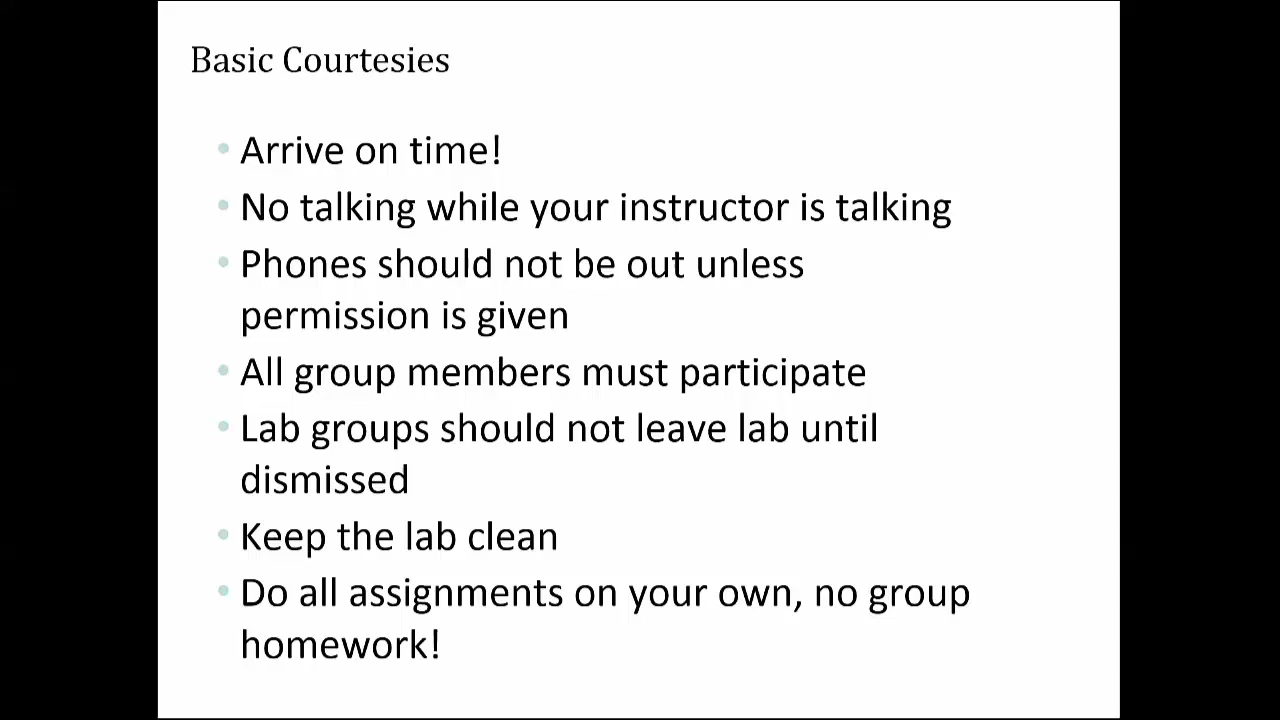 Basic Courtesies
• Arrive on time!
• No talking while your instructor is talking
• Phones should not be out unless
permission is given
• All group members must participate
• Lab groups should not leave lab until
dismissed
• Keep the lab clean
• Do all assignments on your own, no group
homework!